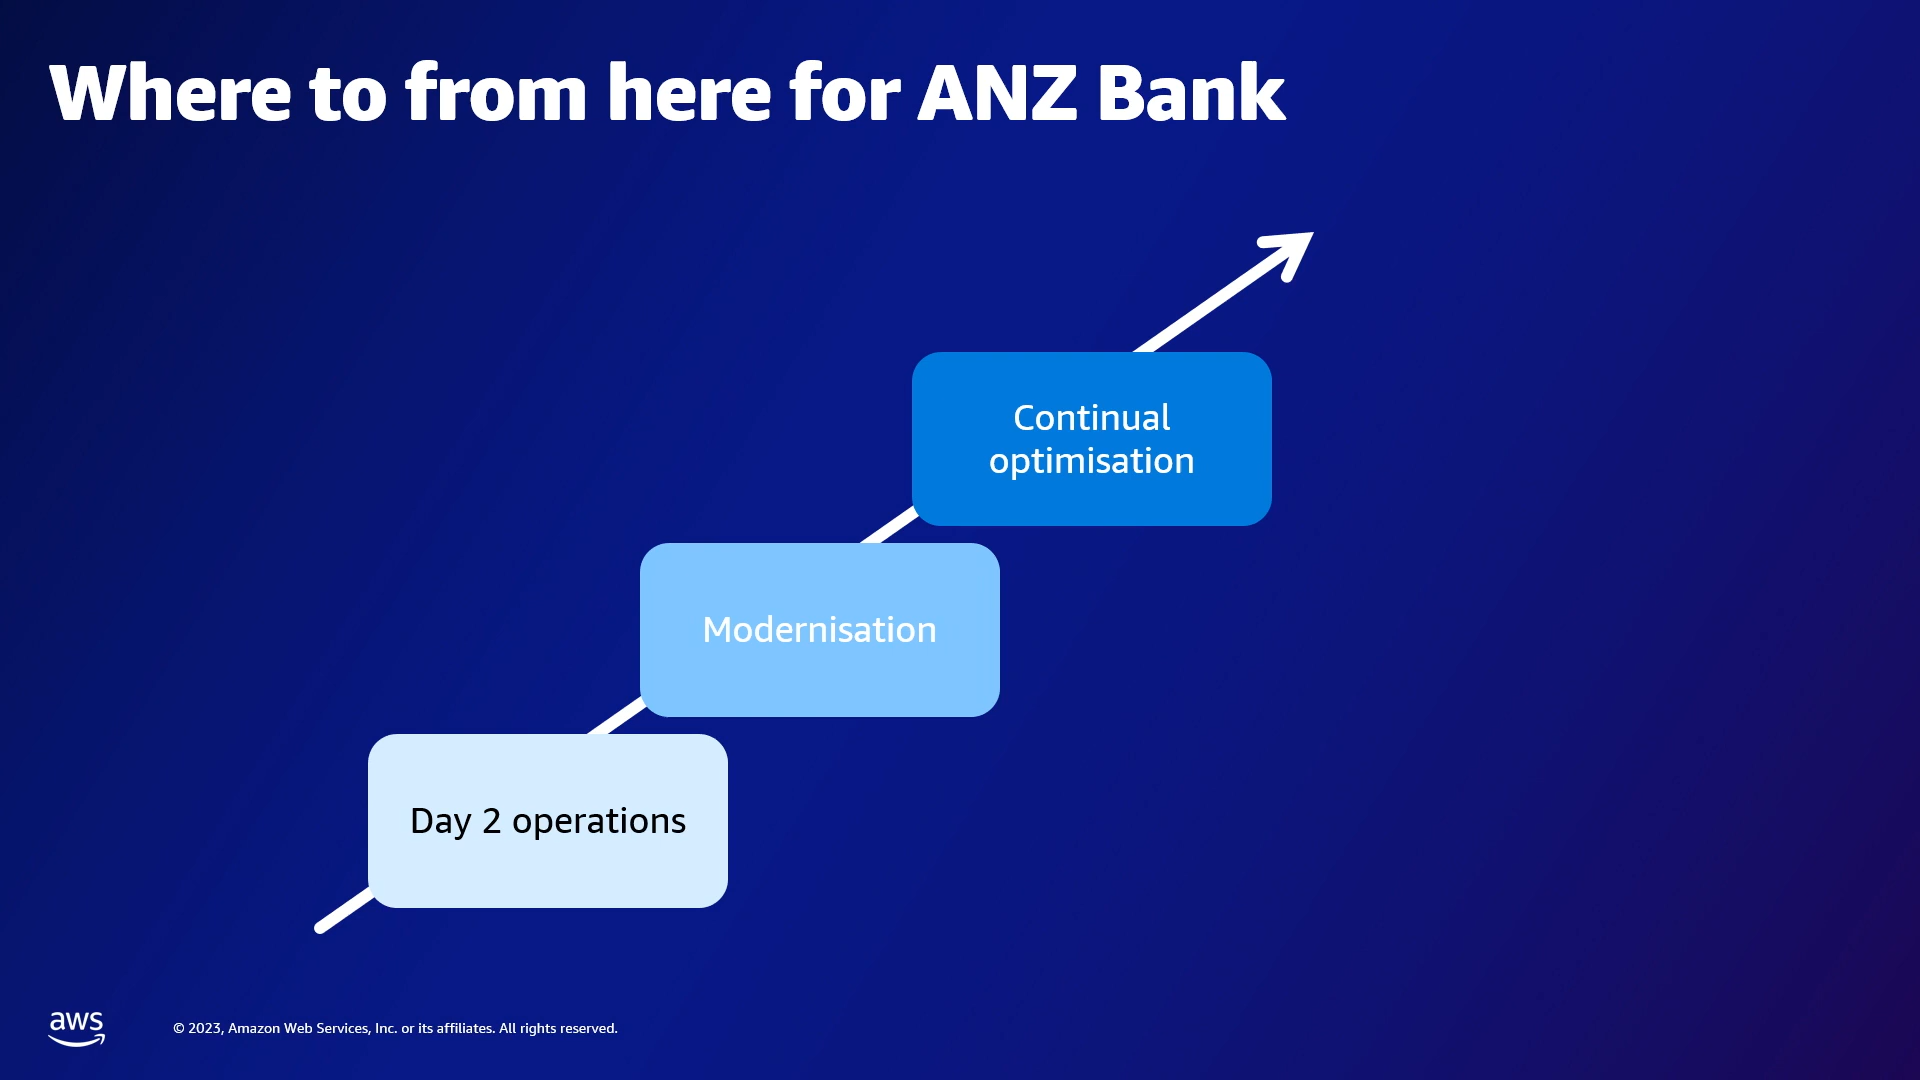 Where to from here for ANZ Bank
Continual
optimisation
Modernisation
Day 2 operations
aws
© 2023, Amazon Web Services, Inc. or its affiliates. All rights reserved.